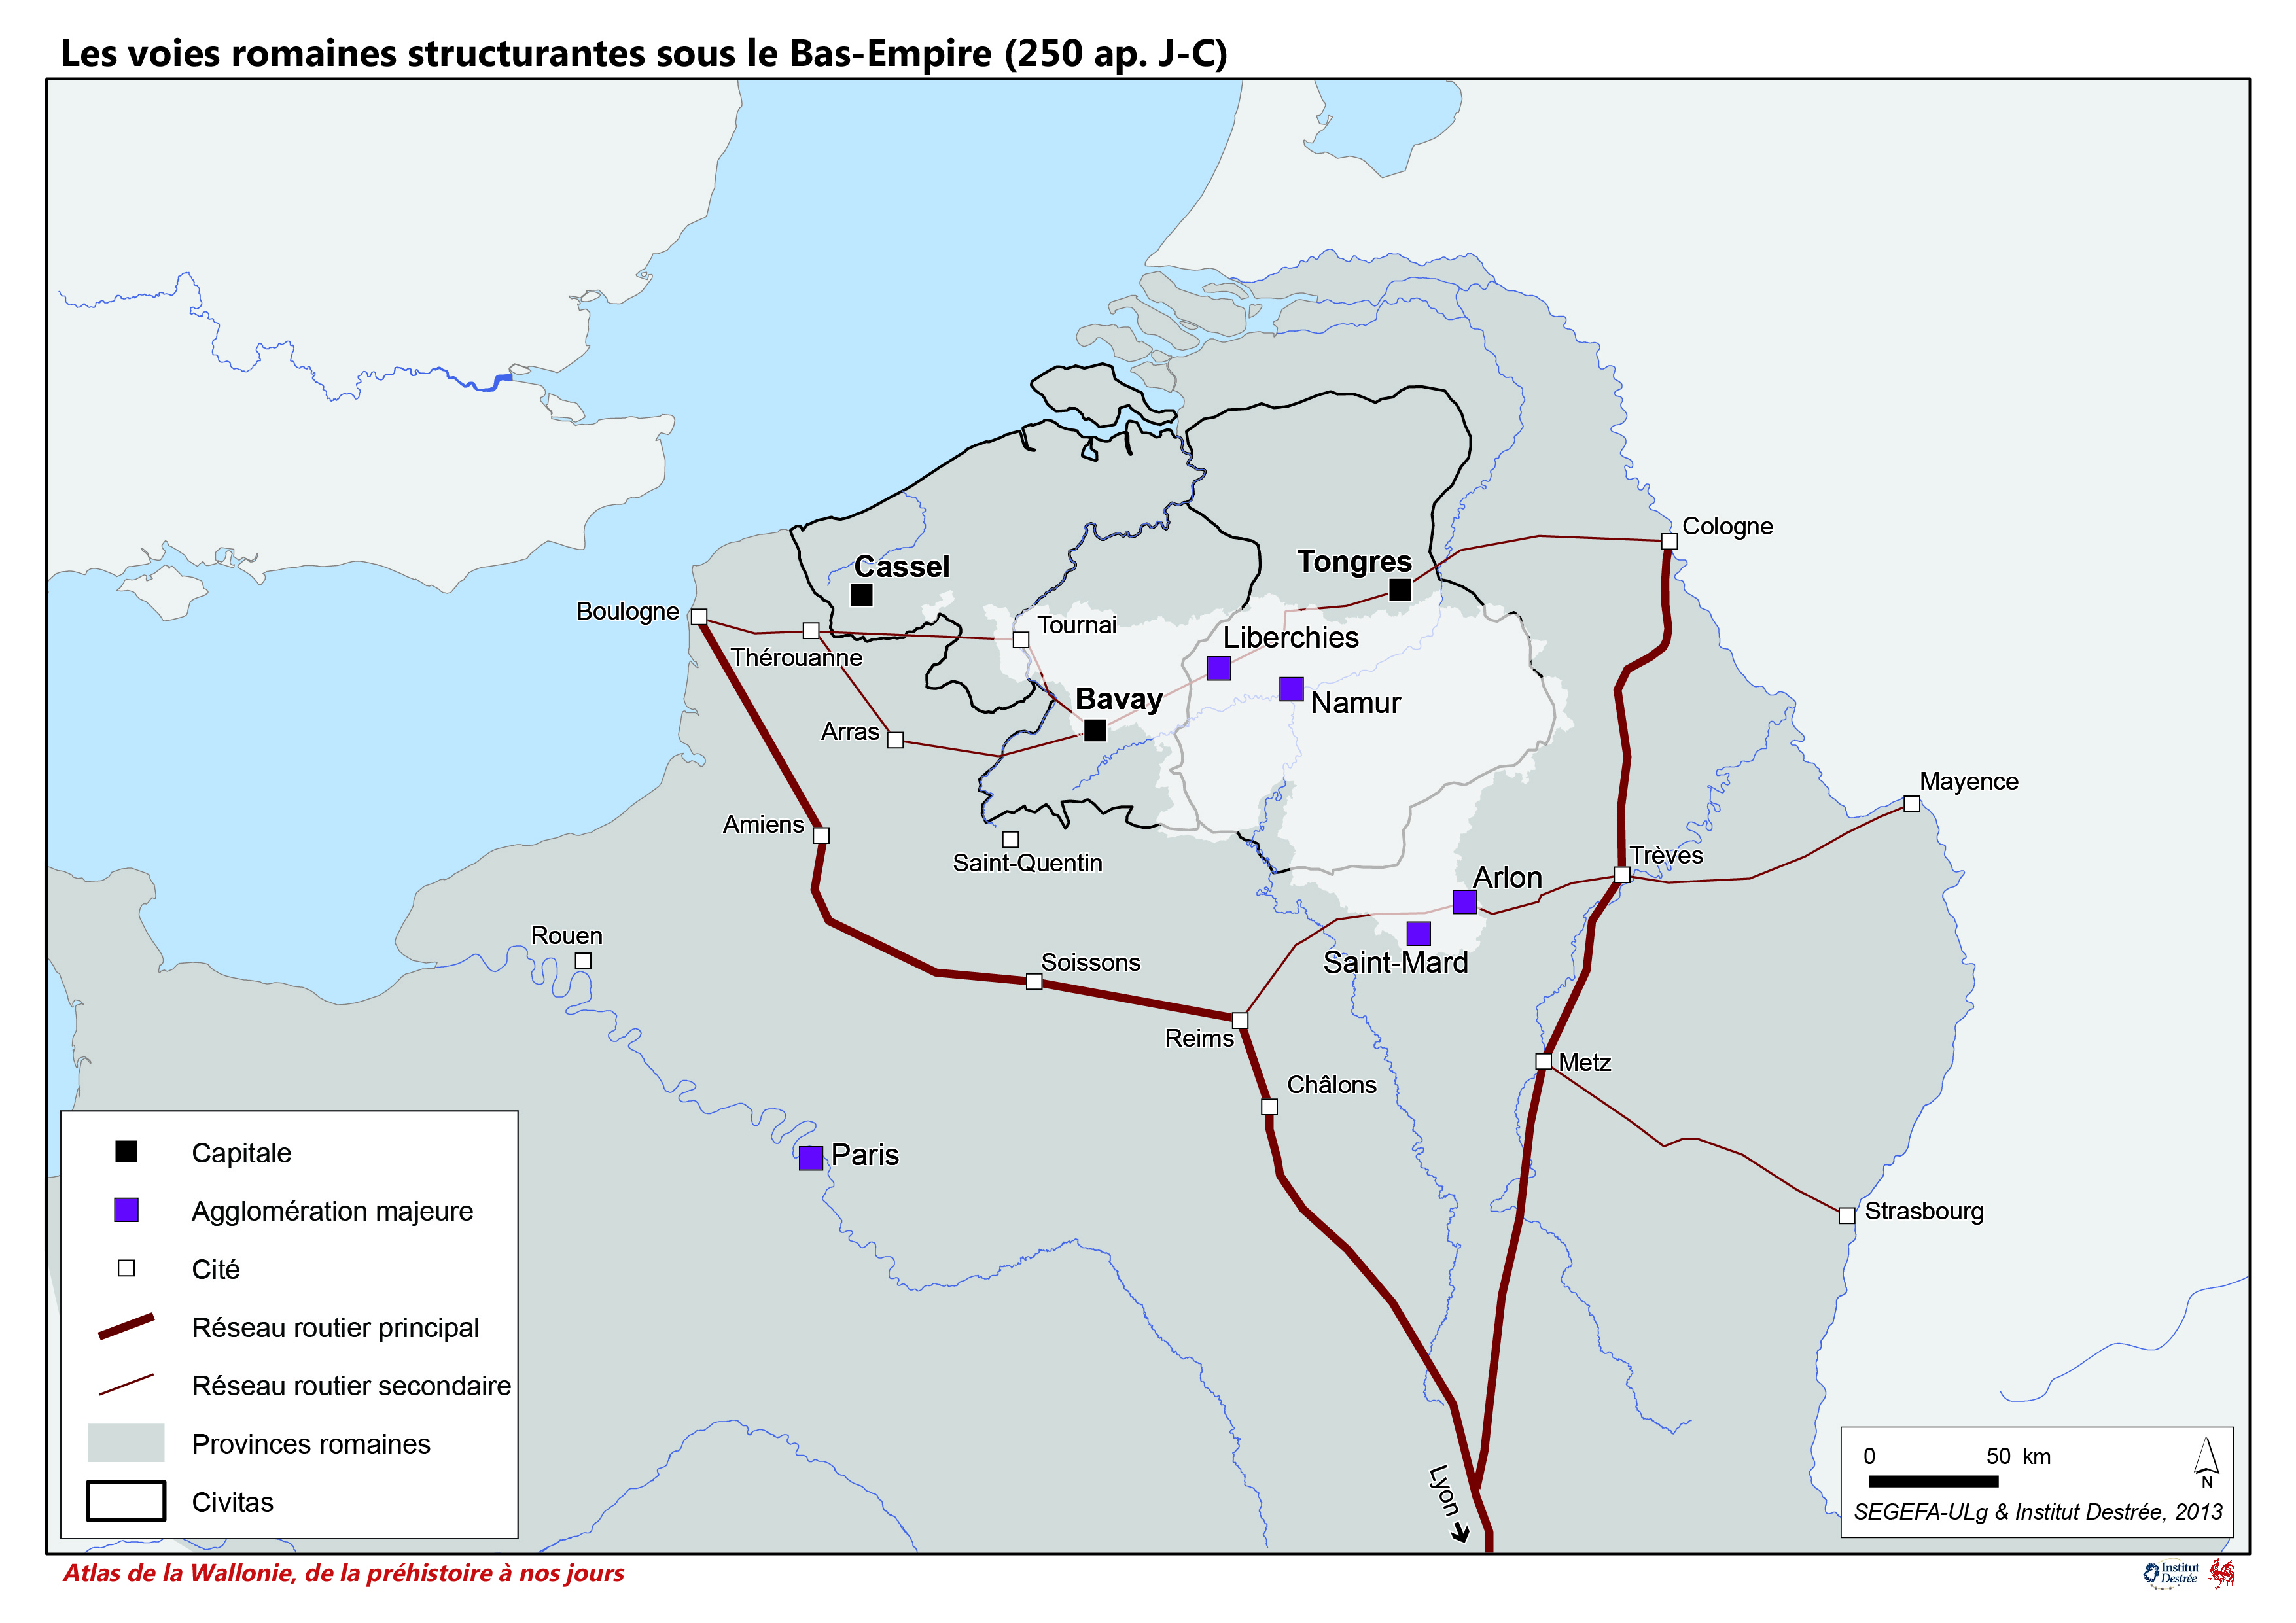 Les voies romaines structurantes sous le Bas-Empire (250 ap. J-C)
Cologne
Tongres
Cassel
Boulogne
Tournai
Liberchies
Thérouanne
Bavay
Namur
Arras
Mayence
Amiens
Trèves
Saint-Quentin
Arlon
Rouen
Soissons
Saint-Mard
Reims
Metz
Châlons
Paris
Strasbourg
Capitale
Agglomération majeure
Cité
Réseau routier principal
Réseau routier secondaire
Provinces romaines
Civitas
Lyon
0 50 km
N
SEGEFA-ULg & Institut Destrée, 2013
Atlas de la Wallonie, de la préhistoire à nos jours
Institut
Destrée